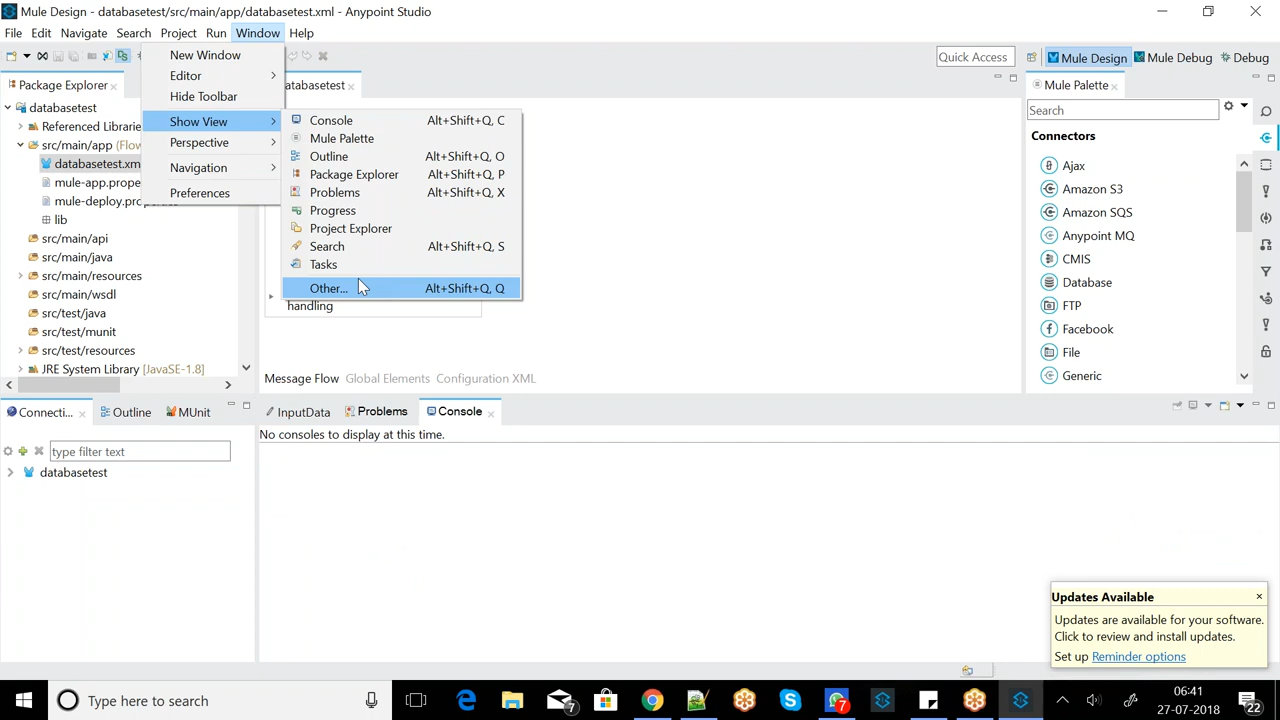 Mule Design - databasetest/src/main/app/databasetest.xml - Anypoint Studio
File Edit Navigate Search Project Run Window Help
Quick Access Mule Design Mule Debug Debug
New Window
Editor
Hide Toolbar
Show View
Perspective
Navigation
Preferences
Console Alt+Shift+Q, C
Mule Palette
Outline Alt+Shift+Q, O
Package Explorer Alt+Shift+Q, P
Problems Alt+Shift+Q, X
Progress
Project Explorer
Search Alt+Shift+Q, S
Tasks
Other... Alt+Shift+Q, Q
Package Explorer
databasetest
Referenced Librarie
src/main/app (Flow
databasetest.xm
mule-app.prope
mule-deploy.properties
lib
src/main/api
src/main/java
src/main/resources
src/main/wsdl
src/test/java
src/test/munit
src/test/resources
JRE System Library [JavaSE-1.8]
atabasetest
handling
Message Flow Global Elements Configuration XML
Mule Palette
Search
Connectors
Ajax
Amazon S3
Amazon SQS
Anypoint MQ
CMIS
Database
FTP
Facebook
File
Generic
Connecti... Outline MUnit
type filter text
databasetest
InputData Problems Console
No consoles to display at this time.
Updates Available
Updates are available for your software.
Click to review and install updates.
Set up Reminder options
Type here to search
7
7
06:41
27-07-2018
22